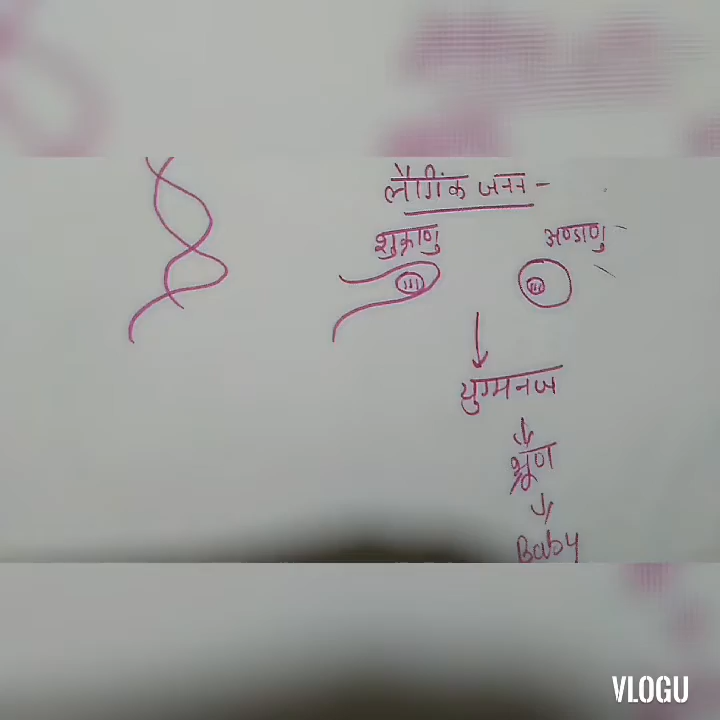 लैगिंक जनन -
शुक्राणु अण्डाणु
युग्मनज
भ्रूण
Baby
VLOGU